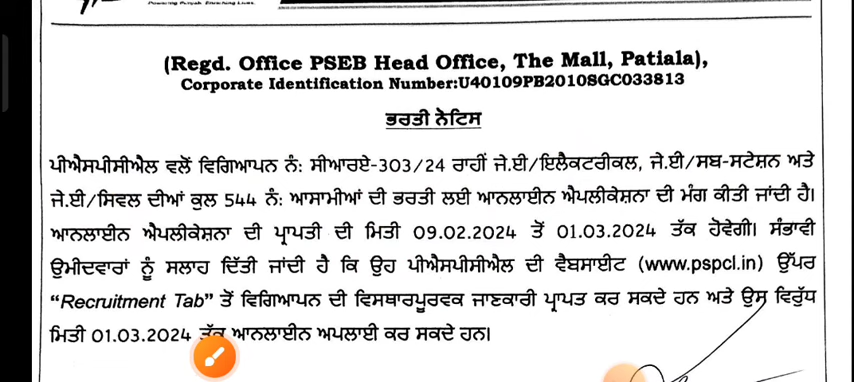 (Regd. Office PSEB Head Office, The Mall, Patiala),
Corporate Identification Number:U40109PB2010SGC033813
ਭਰਤੀ ਨੋਟਿਸ
ਪੀਐਸਪੀਸੀਐਲ ਵਲੋਂ ਵਿਗਿਆਪਨ ਨੰ: ਸੀਆਰਏ-303/24 ਰਾਹੀਂ ਜੇ.ਈ/ਇਲੈਕਟਰੀਕਲ, ਜੇ.ਈ/ਸਬ-ਸਟੇਸ਼ਨ ਅਤੇ
ਜੇ.ਈ/ਸਿਵਲ ਦੀਆਂ ਕੁਲ 544 ਨੰ: ਆਸਾਮੀਆਂ ਦੀ ਭਰਤੀ ਲਈ ਆਨਲਾਈਨ ਐਪਲੀਕੇਸ਼ਨਾ ਦੀ ਮੰਗ ਕੀਤੀ ਜਾਂਦੀ ਹੈ।
ਆਨਲਾਈਨ ਐਪਲੀਕੇਸ਼ਨਾ ਦੀ ਪ੍ਰਾਪਤੀ ਦੀ ਮਿਤੀ 09.02.2024 ਤੋਂ 01.03.2024 ਤੱਕ ਹੋਵੇਗੀ। ਸੰਭਾਵੀ
ਉਮੀਦਵਾਰਾਂ ਨੂੰ ਸਲਾਹ ਦਿੱਤੀ ਜਾਂਦੀ ਹੈ ਕਿ ਉਹ ਪੀਐਸਪੀਸੀਐਲ ਦੀ ਵੈਬਸਾਈਟ (www.pspcl.in) ਉੱਪਰ
“Recruitment Tab” ਤੋਂ ਵਿਗਿਆਪਨ ਦੀ ਵਿਸਥਾਰਪੂਰਵਕ ਜਾਣਕਾਰੀ ਪ੍ਰਾਪਤ ਕਰ ਸਕਦੇ ਹਨ ਅਤੇ ਉਸ ਵਿਰੁੱਧ
ਮਿਤੀ 01.03.2024 ਤੱਕ ਆਨਲਾਈਨ ਅਪਲਾਈ ਕਰ ਸਕਦੇ ਹਨ।